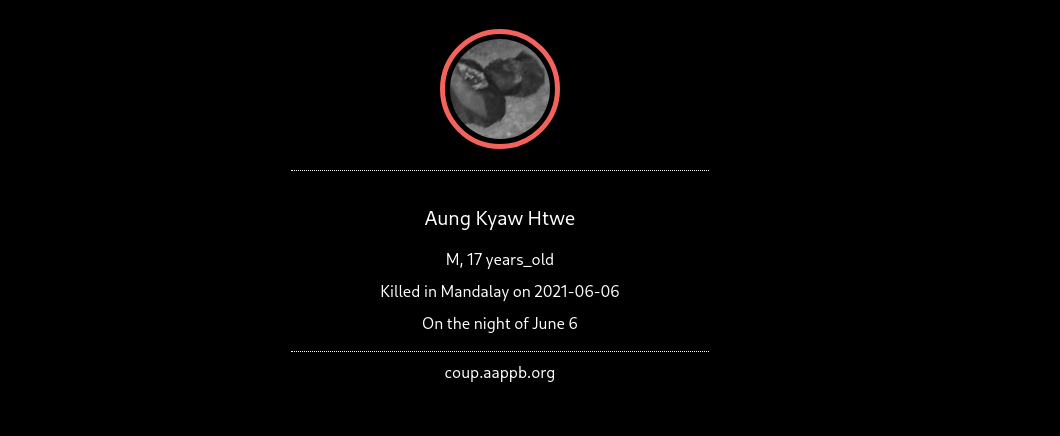 Aung Kyaw Htwe
M, 17 years_old
Killed in Mandalay on 2021-06-06
On the night of June 6
coup.aappb.org